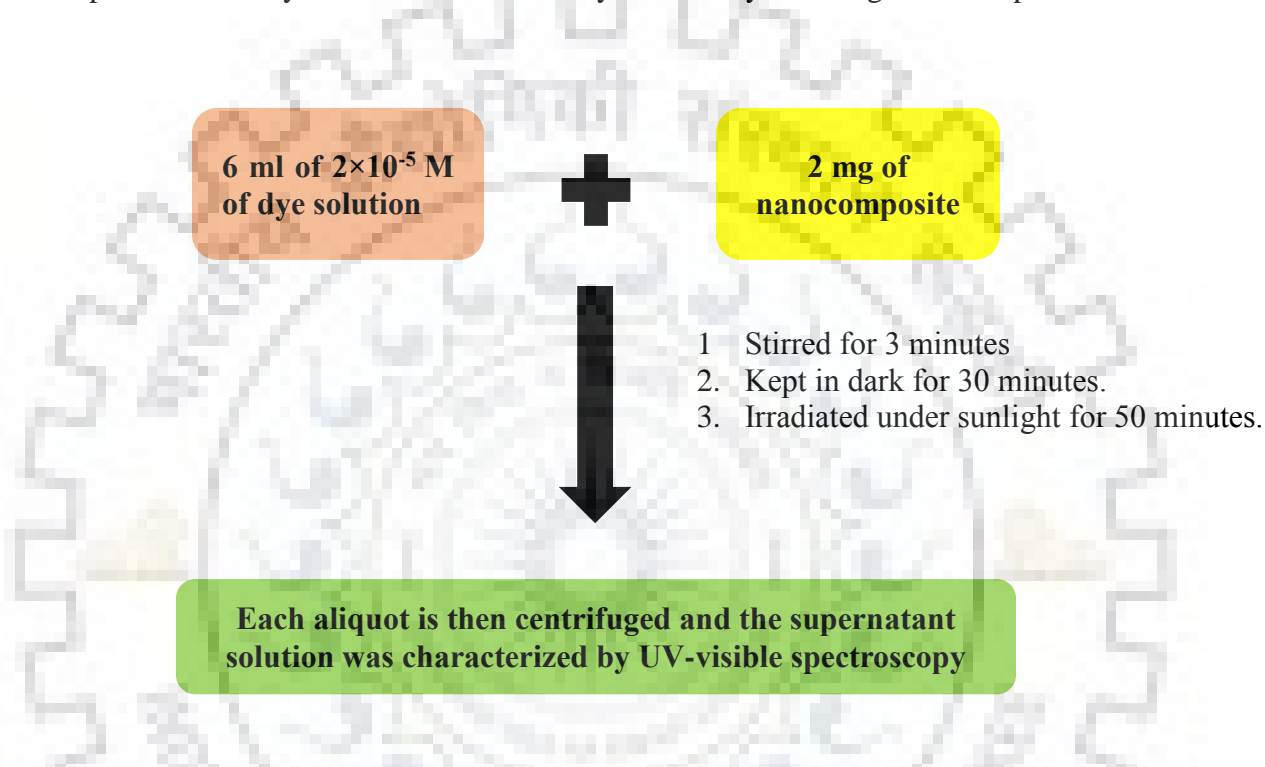 6 ml of 2×10⁻⁵ M
of dye solution
2 mg of
nanocomposite
1 Stirred for 3 minutes
2. Kept in dark for 30 minutes.
3. Irradiated under sunlight for 50 minutes.
Each aliquot is then centrifuged and the supernatant
solution was characterized by UV-visible spectroscopy